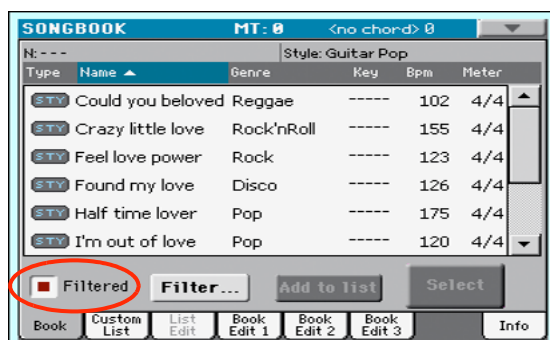 SONGBOOK MT: 0 <no chord> 0
N:--- Style: Guitar Pop
Type Name Genre Key Bpm Meter
STY Could you beloved Reggae ----- 102 4/4
STY Crazy little love Rock'nRoll ----- 155 4/4
STY Feel love power Rock ----- 123 4/4
STY Found my love Disco ----- 126 4/4
STY Half time lover Pop ----- 175 4/4
STY I'm out of love Pop ----- 120 4/4
Filtered Filter... Add to list Select
Book Custom List List Edit Book Edit 1 Book Edit 2 Book Edit 3 Info